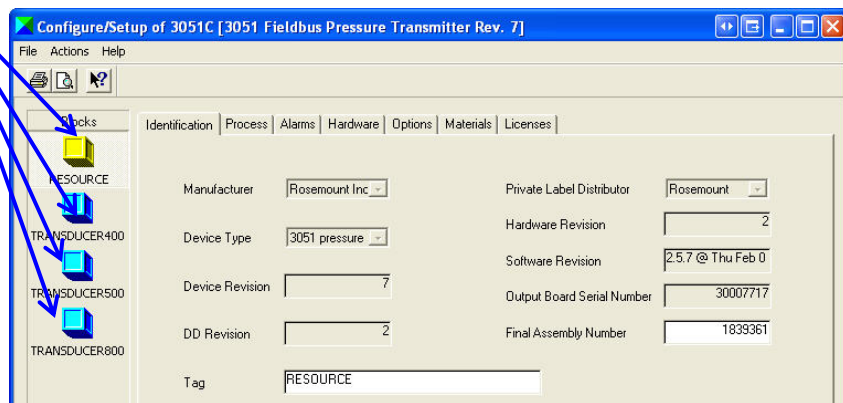 Configure/Setup of 3051C [3051 Fieldbus Pressure Transmitter Rev. 7]
File Actions Help
Blocks
RESOURCE
TRANSDUCER400
TRANSDUCER500
TRANSDUCER800
Identification Process Alarms Hardware Options Materials Licenses
Manufacturer Rosemount Inc
Device Type 3051 pressure
Device Revision 7
DD Revision 2
Tag RESOURCE
Private Label Distributor Rosemount
Hardware Revision 2
Software Revision 2.5.7 @ Thu Feb 0
Output Board Serial Number 30007717
Final Assembly Number 1839361